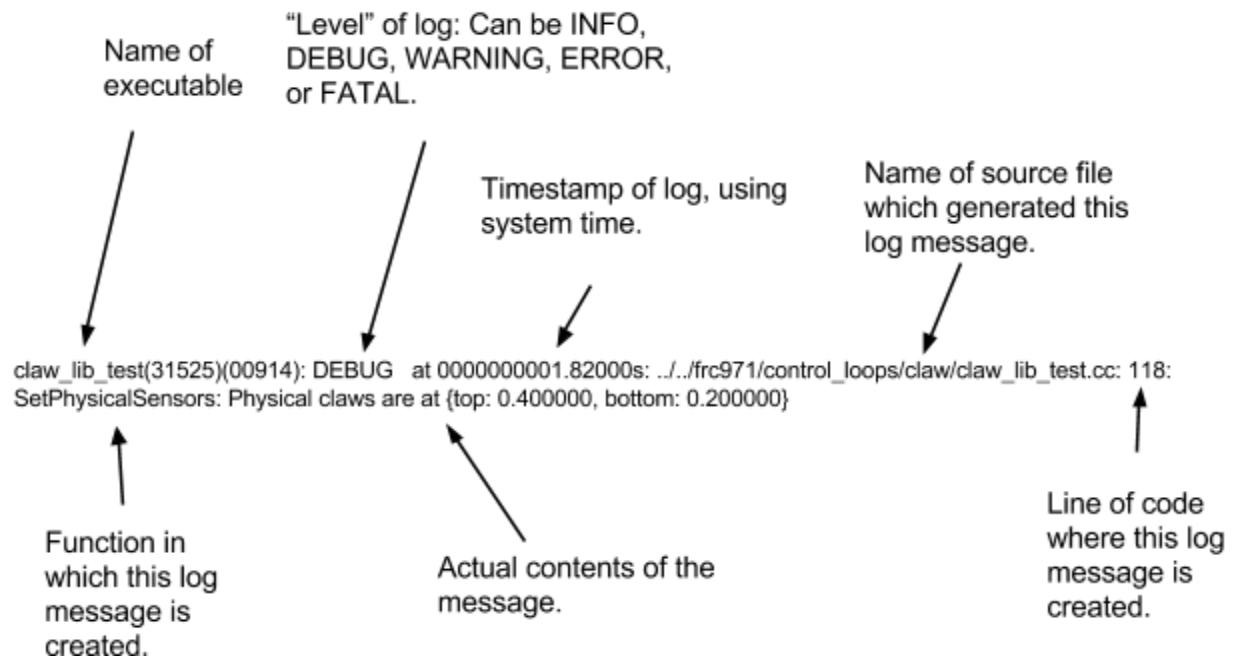 Name of
executable
“Level” of log: Can be INFO,
DEBUG, WARNING, ERROR,
or FATAL.
Timestamp of log, using
system time.
Name of source file
which generated this
log message.
claw_lib_test(31525)(00914): DEBUG at 0000000001.82000s: ../../frc971/control_loops/claw/claw_lib_test.cc: 118:
SetPhysicalSensors: Physical claws are at {top: 0.400000, bottom: 0.200000}
Function in
which this log
message is
created.
Actual contents of the
message.
Line of code
where this log
message is
created.